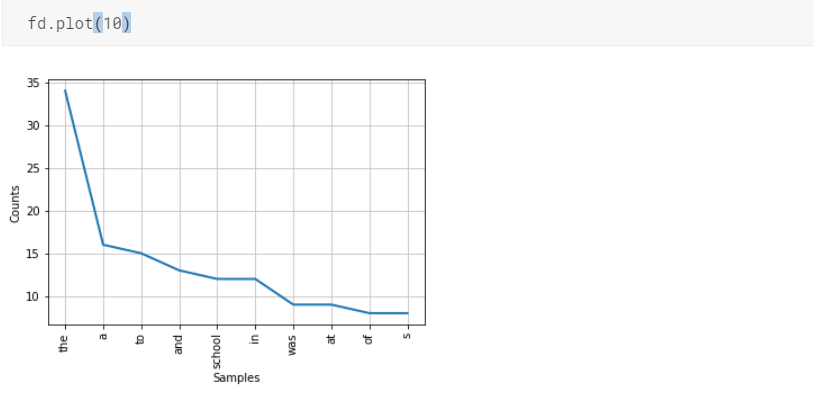 fd.plot(10)
35
30
25
20
15
10
Counts
the
a
to
and
school
in
was
at
of
s
Samples